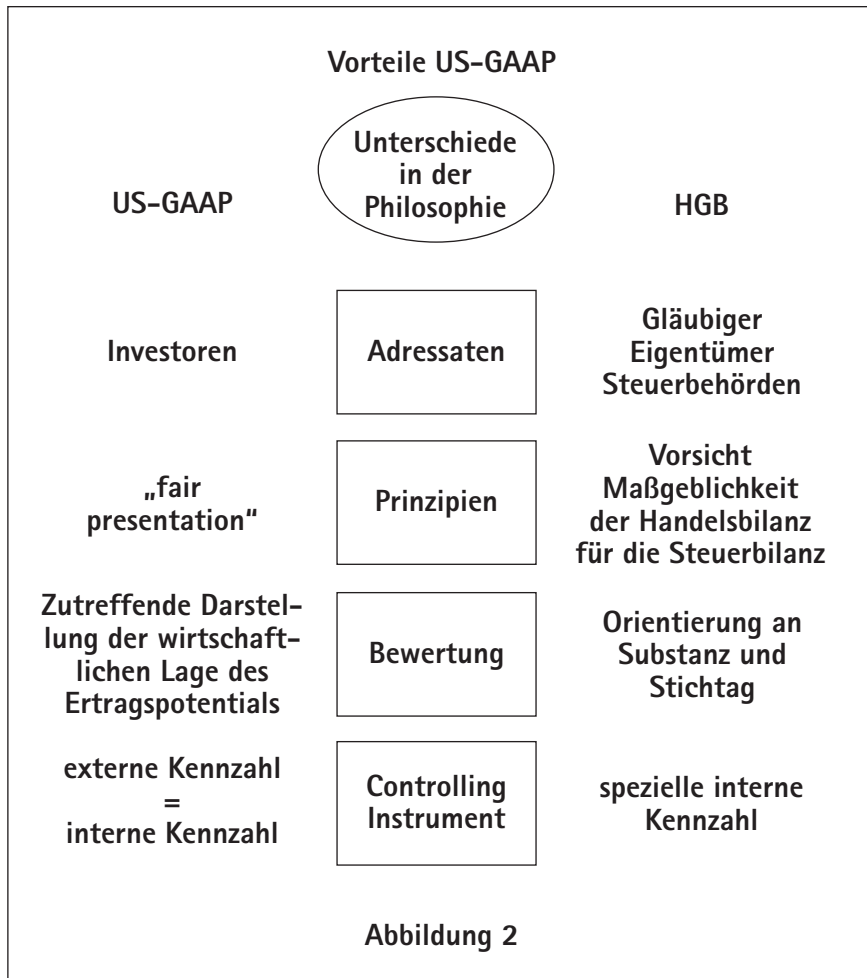 Vorteile US-GAAP
Unterschiede
in der
Philosophie
US-GAAP
HGB
Investoren
Adressaten
Gläubiger
Eigentümer
Steuerbehörden
„fair
presentation“
Prinzipien
Vorsicht
Maßgeblichkeit
der Handelsbilanz
für die Steuerbilanz
Zutreffende Darstel-
lung der wirtschaft-
lichen Lage des
Ertragspotentials
Bewertung
Orientierung an
Substanz und
Stichtag
externe Kennzahl
=
interne Kennzahl
Controlling
Instrument
spezielle interne
Kennzahl
Abbildung 2